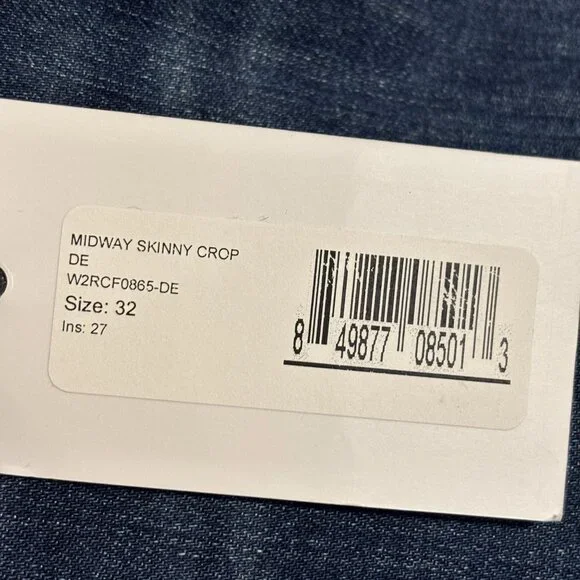 MIDWAY SKINNY CROP
DE
W2RCF0865-DE
Size: 32
Ins: 27
8 49877 08501 3